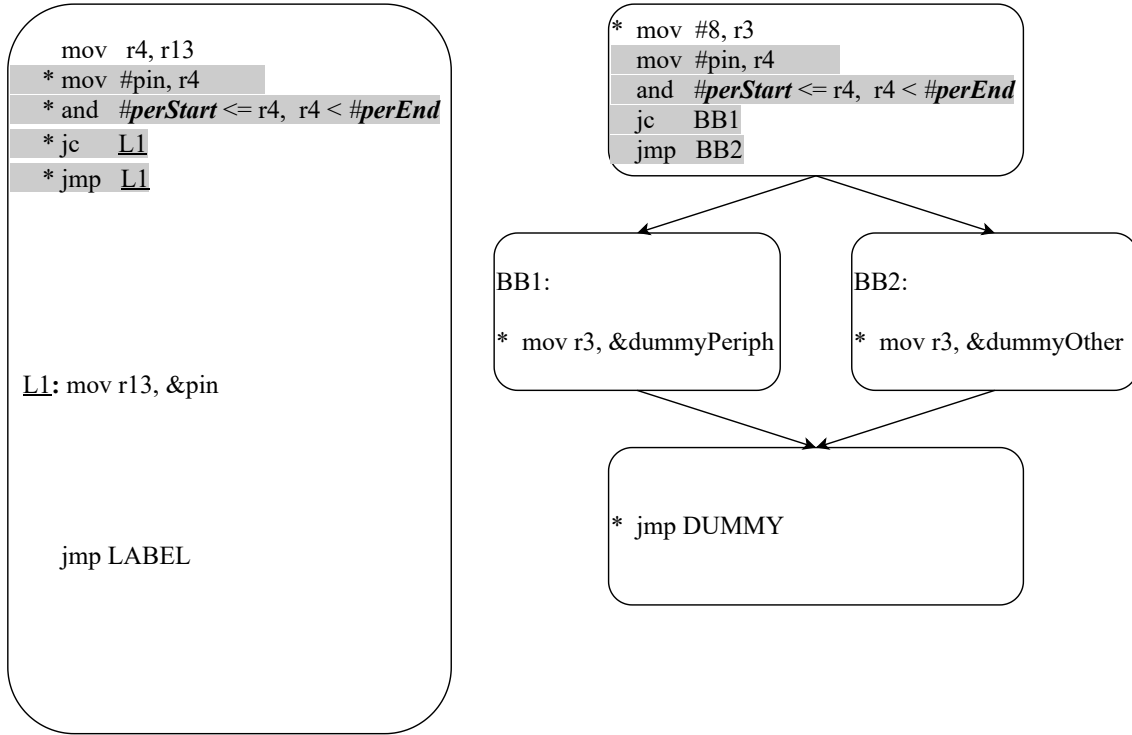 mov r4, r13
* mov #pin, r4
* and #perStart <= r4, r4 < #perEnd
* jc L1
* jmp L1
L1: mov r13, &pin
jmp LABEL
* mov #8, r3
mov #pin, r4
and #perStart <= r4, r4 < #perEnd
jc BB1
jmp BB2
BB1:
* mov r3, &dummyPeriph
BB2:
* mov r3, &dummyOther
* jmp DUMMY